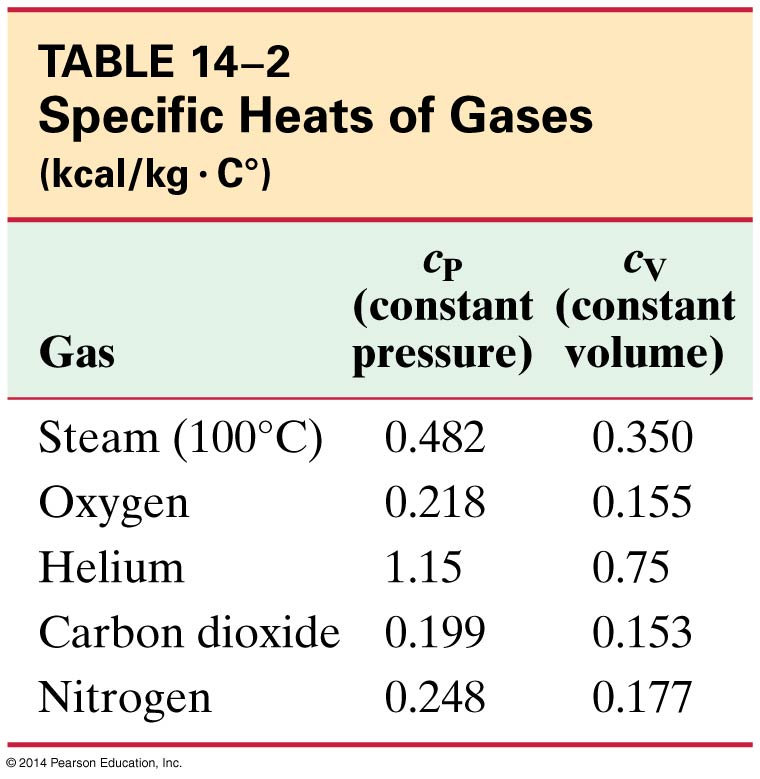 TABLE 14–2
Specific Heats of Gases
(kcal/kg · C°)
cP cV
(constant (constant
Gas pressure) volume)
Steam (100°C) 0.482 0.350
Oxygen 0.218 0.155
Helium 1.15 0.75
Carbon dioxide 0.199 0.153
Nitrogen 0.248 0.177
© 2014 Pearson Education, Inc.